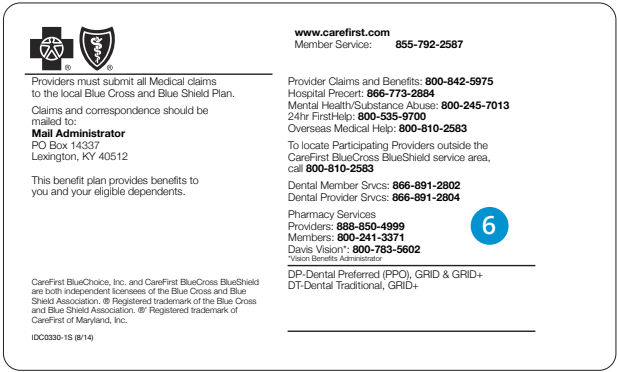 www.carefirst.com
Member Service: 855-792-2587
® ®
Providers must submit all Medical claims
to the local Blue Cross and Blue Shield Plan.
Claims and correspondence should be
mailed to:
Mail Administrator
PO Box 14337
Lexington, KY 40512
This benefit plan provides benefits to
you and your eligible dependents.
CareFirst BlueChoice, Inc. and CareFirst BlueCross BlueShield
are both independent licensees of the Blue Cross and Blue
Shield Association. ® Registered trademark of the Blue Cross
and Blue Shield Association. ®’ Registered trademark of
CareFirst of Maryland, Inc.
IDC0330-1S (8/14)
Provider Claims and Benefits: 800-842-5975
Hospital Precert: 866-773-2884
Mental Health/Substance Abuse: 800-245-7013
24hr FirstHelp: 800-535-9700
Overseas Medical Help: 800-810-2583
To locate Participating Providers outside the
CareFirst BlueCross BlueShield service area,
call 800-810-2583
Dental Member Srvcs: 866-891-2802
Dental Provider Srvcs: 866-891-2804
Pharmacy Services
Providers: 888-850-4999
Members: 800-241-3371
Davis Vision*: 800-783-5602
*Vision Benefits Administrator
6
DP-Dental Preferred (PPO), GRID & GRID+
DT-Dental Traditional, GRID+